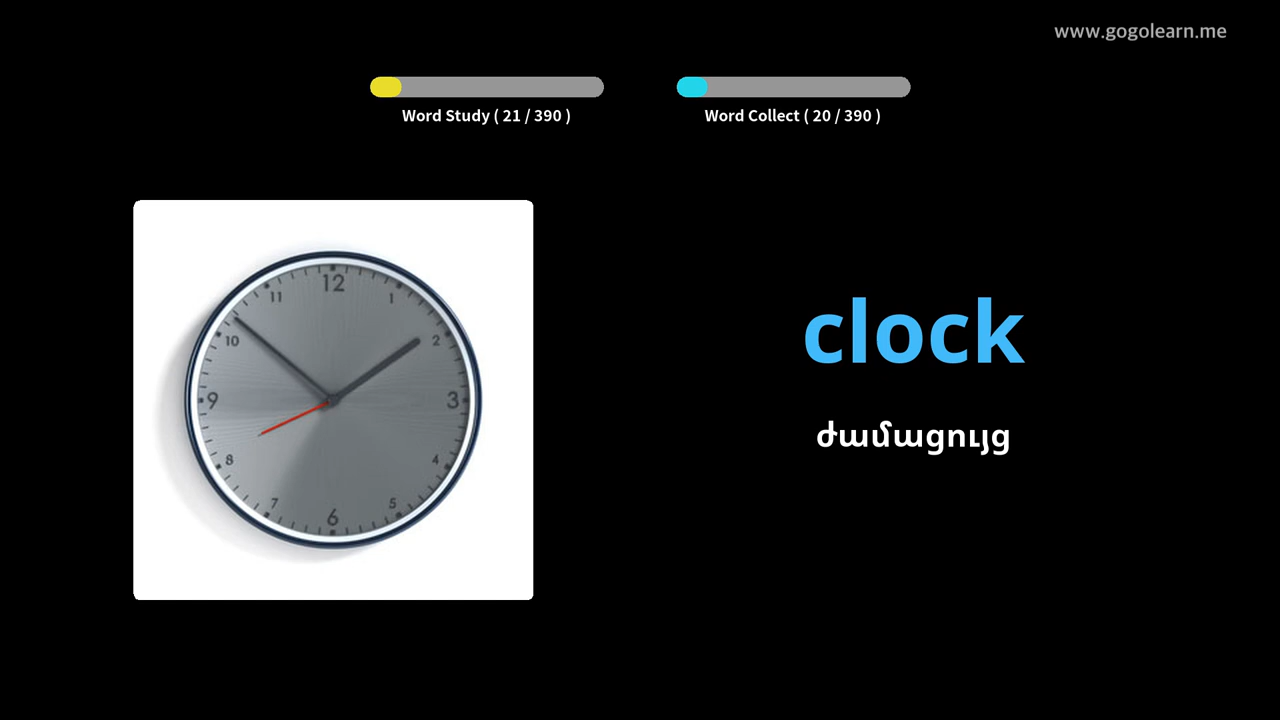 www.gogolearn.me
Word Study ( 21 / 390 )
Word Collect ( 20 / 390 )
12
11
1
10
2
9
3
8
4
7
5
6
clock
ժամացույց